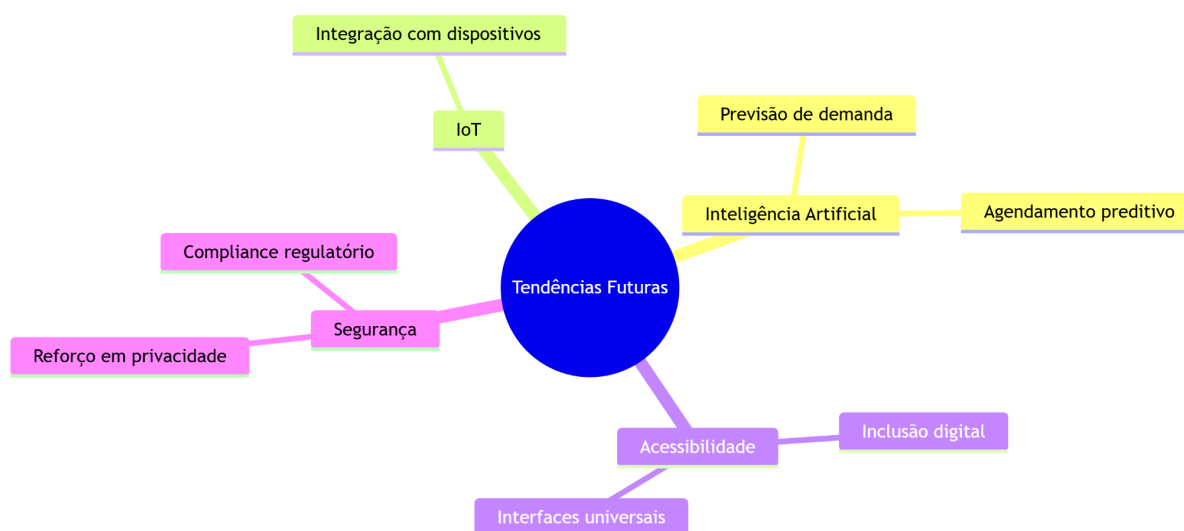 Integração com dispositivos
IoT
Previsão de demanda
Inteligência Artificial
Agendamento preditivo
Compliance regulatório
Tendências Futuras
Segurança
Reforço em privacidade
Acessibilidade
Inclusão digital
Interfaces universais